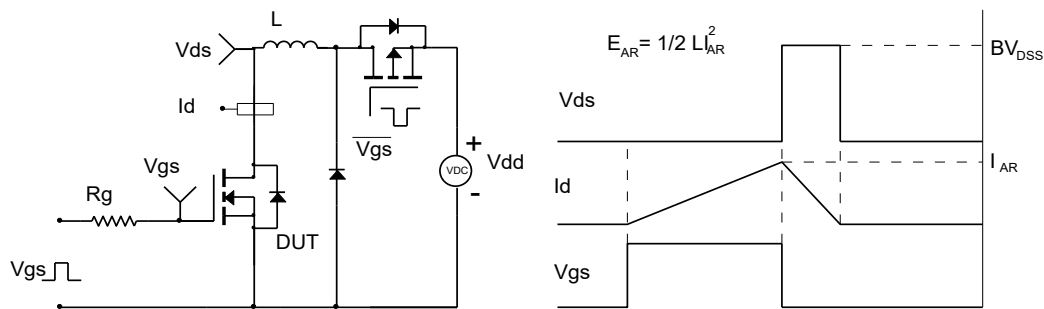 L
Vds
Id
Vgs
Rg
Vgs
DUT
Vgs
+
VDC
-
Vdd
E_AR = 1/2 LI_AR^2
Vds
BV_DSS
Id
I_AR
Vgs